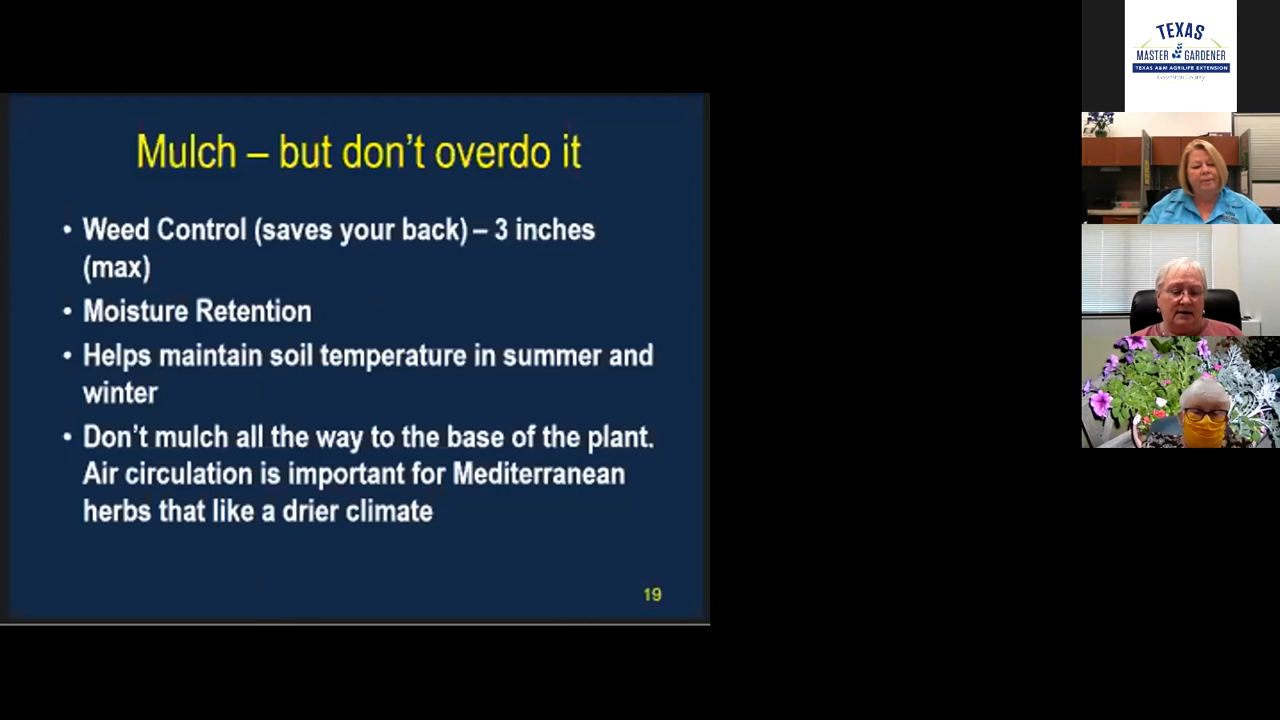 Mulch – but don't overdo it
• Weed Control (saves your back) – 3 inches
(max)
• Moisture Retention
• Helps maintain soil temperature in summer and
winter
• Don't mulch all the way to the base of the plant.
Air circulation is important for Mediterranean
herbs that like a drier climate
19
TEXAS
MASTER GARDENER
TEXAS A&M AGRILIFE EXTENSION
Galveston County